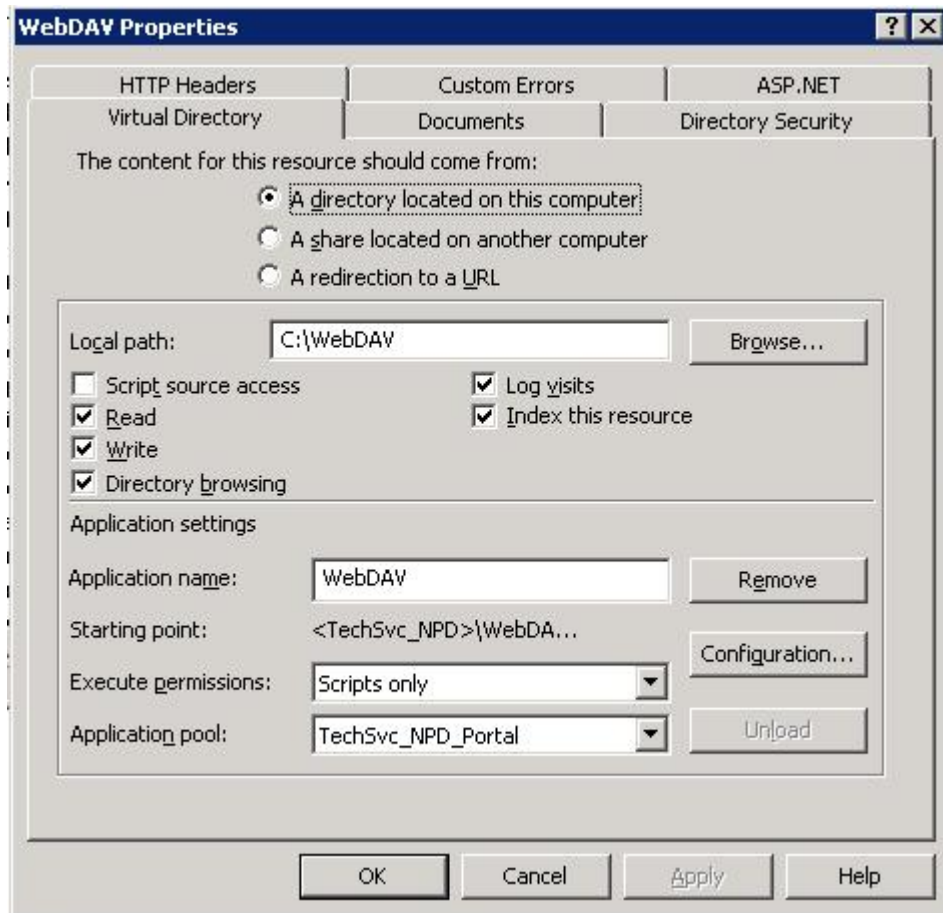 WebDAV Properties
HTTP Headers Custom Errors ASP.NET
Virtual Directory Documents Directory Security
The content for this resource should come from:
A directory located on this computer
A share located on another computer
A redirection to a URL
Local path: C:\WebDAV Browse...
Script source access Log visits
Read Index this resource
Write
Directory browsing
Application settings
Application name: WebDAV Remove
Starting point: <TechSvc_NPD>\WebDA...
Configuration...
Execute permissions: Scripts only
Application pool: TechSvc_NPD_Portal Unload
OK Cancel Apply Help